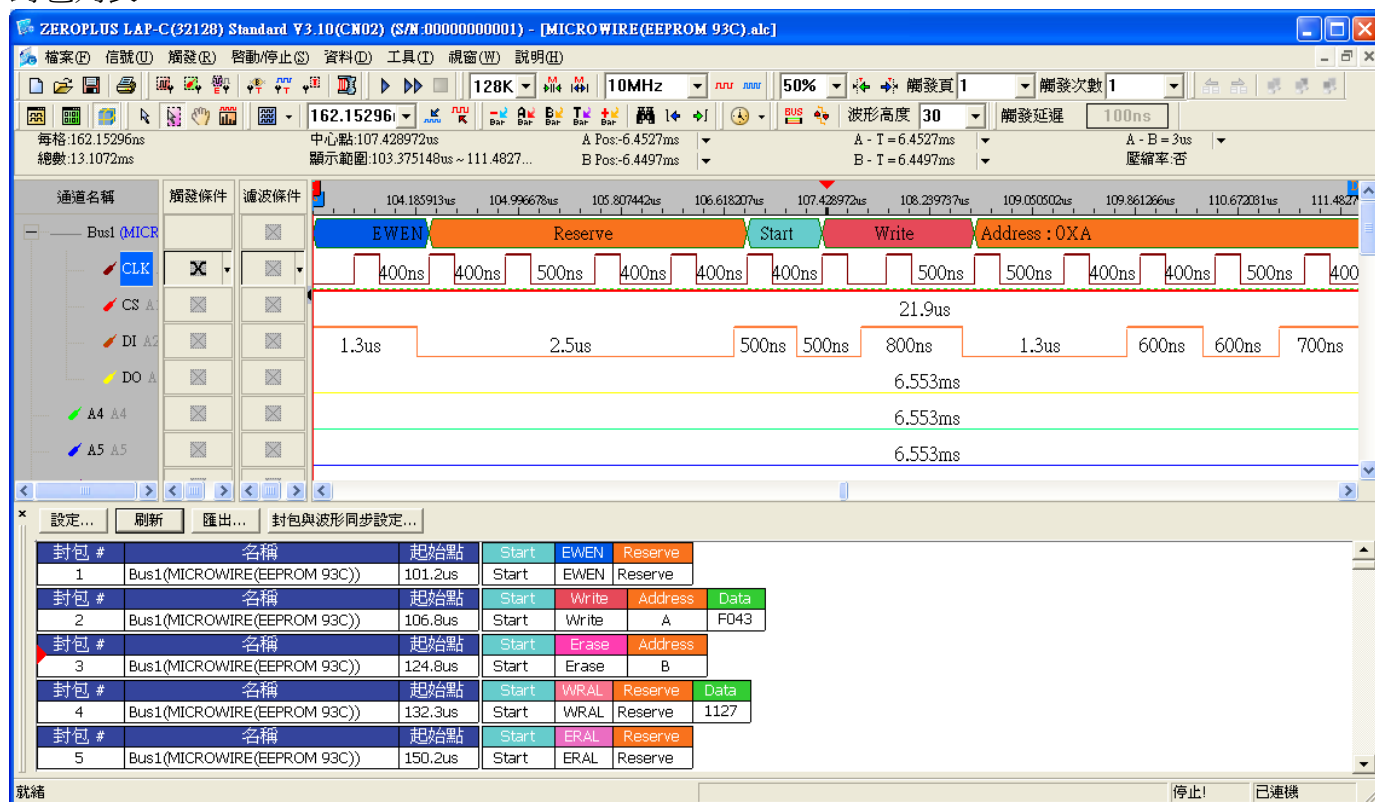 ZEROPLUS LAP-C(32128) Standard V3.10(CN02) (S/N:00000000001) - [MICROWIRE(EEPROM 93C).alc]
檔案(F) 信號(U) 觸發(R) 啓動/停止(S) 資料(D) 工具(T) 視窗(W) 説明(H)
128K 10MHz 50% 觸發頁 1 觸發次數 1
162.15296 Bar Bar Bar Bar Bar BUS 波形高度 30 觸發延遲 100ns
每格:162.15296ns 中心點:107.428972us A Pos:-6.4527ms A - T = 6.4527ms A - B = 3us
總數:13.1072ms 顯示範圍:103.375148us ~ 111.4827... B Pos:-6.4497ms B - T = 6.4497ms 壓縮率:否
通道名稱 觸發條件 濾波條件 104.185913us 104.996678us 105.807442us 106.618207us 107.428972us 108.239737us 109.050502us 109.861266us 110.672031us 111.4827
Bus1 (MICR EWEN Reserve Start Write Address : 0XA
CLK 400ns 400ns 500ns 400ns 400ns 400ns 500ns 500ns 400ns 400ns 500ns 400
CS A 21.9us
DI A2 1.3us 2.5us 500ns 500ns 800ns 1.3us 600ns 600ns 700ns
DO A 6.553ms
A4 A4 6.553ms
A5 A5 6.553ms
設定... 刷新 匯出... 封包與波形同步設定...
封包 # 名稱 起始點 Start EWEN Reserve
1 Bus1(MICROWIRE(EEPROM 93C)) 101.2us Start EWEN Reserve
封包 # 名稱 起始點 Start Write Address Data
2 Bus1(MICROWIRE(EEPROM 93C)) 106.8us Start Write A F043
封包 # 名稱 起始點 Start Erase Address
3 Bus1(MICROWIRE(EEPROM 93C)) 124.8us Start Erase B
封包 # 名稱 起始點 Start WRAL Reserve Data
4 Bus1(MICROWIRE(EEPROM 93C)) 132.3us Start WRAL Reserve 1127
封包 # 名稱 起始點 Start ERAL Reserve
5 Bus1(MICROWIRE(EEPROM 93C)) 150.2us Start ERAL Reserve
就緒 停止! 已連機